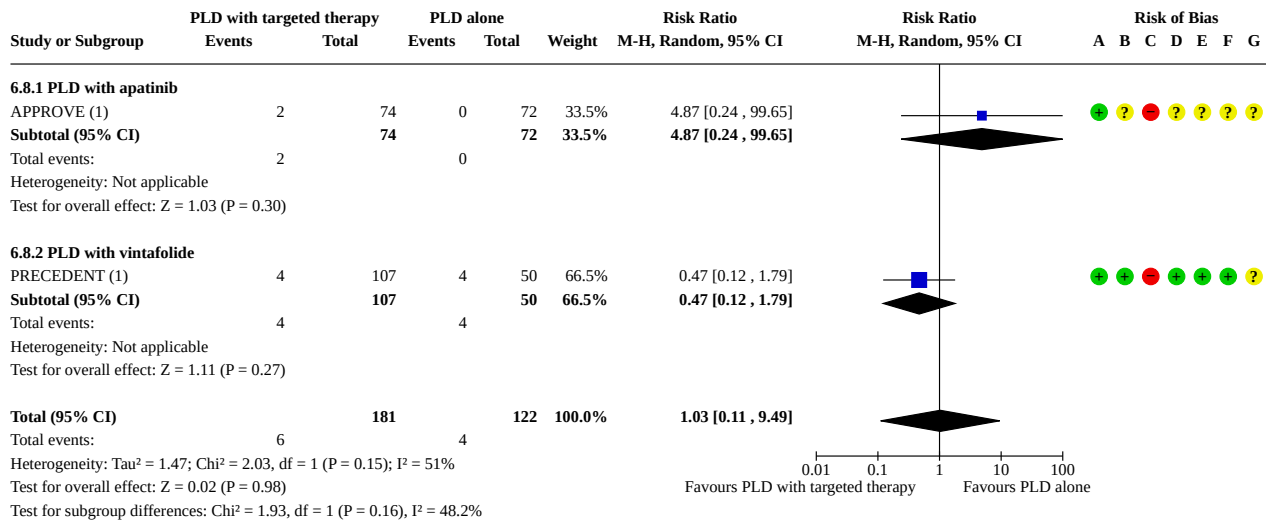 PLD with targeted therapy PLD alone Risk Ratio Risk Ratio Risk of Bias
Study or Subgroup Events Total Events Total Weight M-H, Random, 95% CI M-H, Random, 95% CI A B C D E F G
6.8.1 PLD with apatinib
APPROVE (1) 2 74 0 72 33.5% 4.87 [0.24 , 99.65] + ? − ? ? ? ?
Subtotal (95% CI) 74 72 33.5% 4.87 [0.24 , 99.65]
Total events: 2 0
Heterogeneity: Not applicable
Test for overall effect: Z = 1.03 (P = 0.30)
6.8.2 PLD with vintafolide
PRECEDENT (1) 4 107 4 50 66.5% 0.47 [0.12 , 1.79] + + − + + + ?
Subtotal (95% CI) 107 50 66.5% 0.47 [0.12 , 1.79]
Total events: 4 4
Heterogeneity: Not applicable
Test for overall effect: Z = 1.11 (P = 0.27)
Total (95% CI) 181 122 100.0% 1.03 [0.11 , 9.49]
Total events: 6 4
Heterogeneity: Tau² = 1.47; Chi² = 2.03, df = 1 (P = 0.15); I² = 51%
0.01 0.1 1 10 100
Test for overall effect: Z = 0.02 (P = 0.98)
Favours PLD with targeted therapy Favours PLD alone
Test for subgroup differences: Chi² = 1.93, df = 1 (P = 0.16), I² = 48.2%